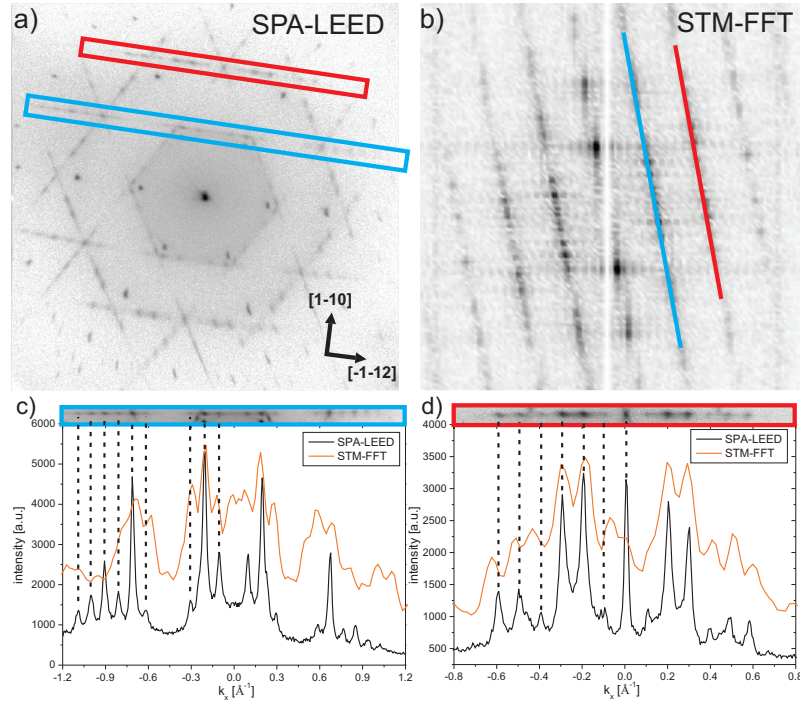 a) SPA-LEED
[1-10]
[-1-12]
b) STM-FFT
c)
6000
5000
4000
3000
2000
1000
0
intensity [a.u.]
SPA-LEED
STM-FFT
-1.2 -0.9 -0.6 -0.3 0.0 0.3 0.6 0.9 1.2
kx [Å-1]
d)
4000
3500
3000
2500
2000
1500
1000
500
intensity [a.u.]
SPA-LEED
STM-FFT
-0.8 -0.6 -0.4 -0.2 0.0 0.2 0.4 0.6 0.8
kx [Å-1]